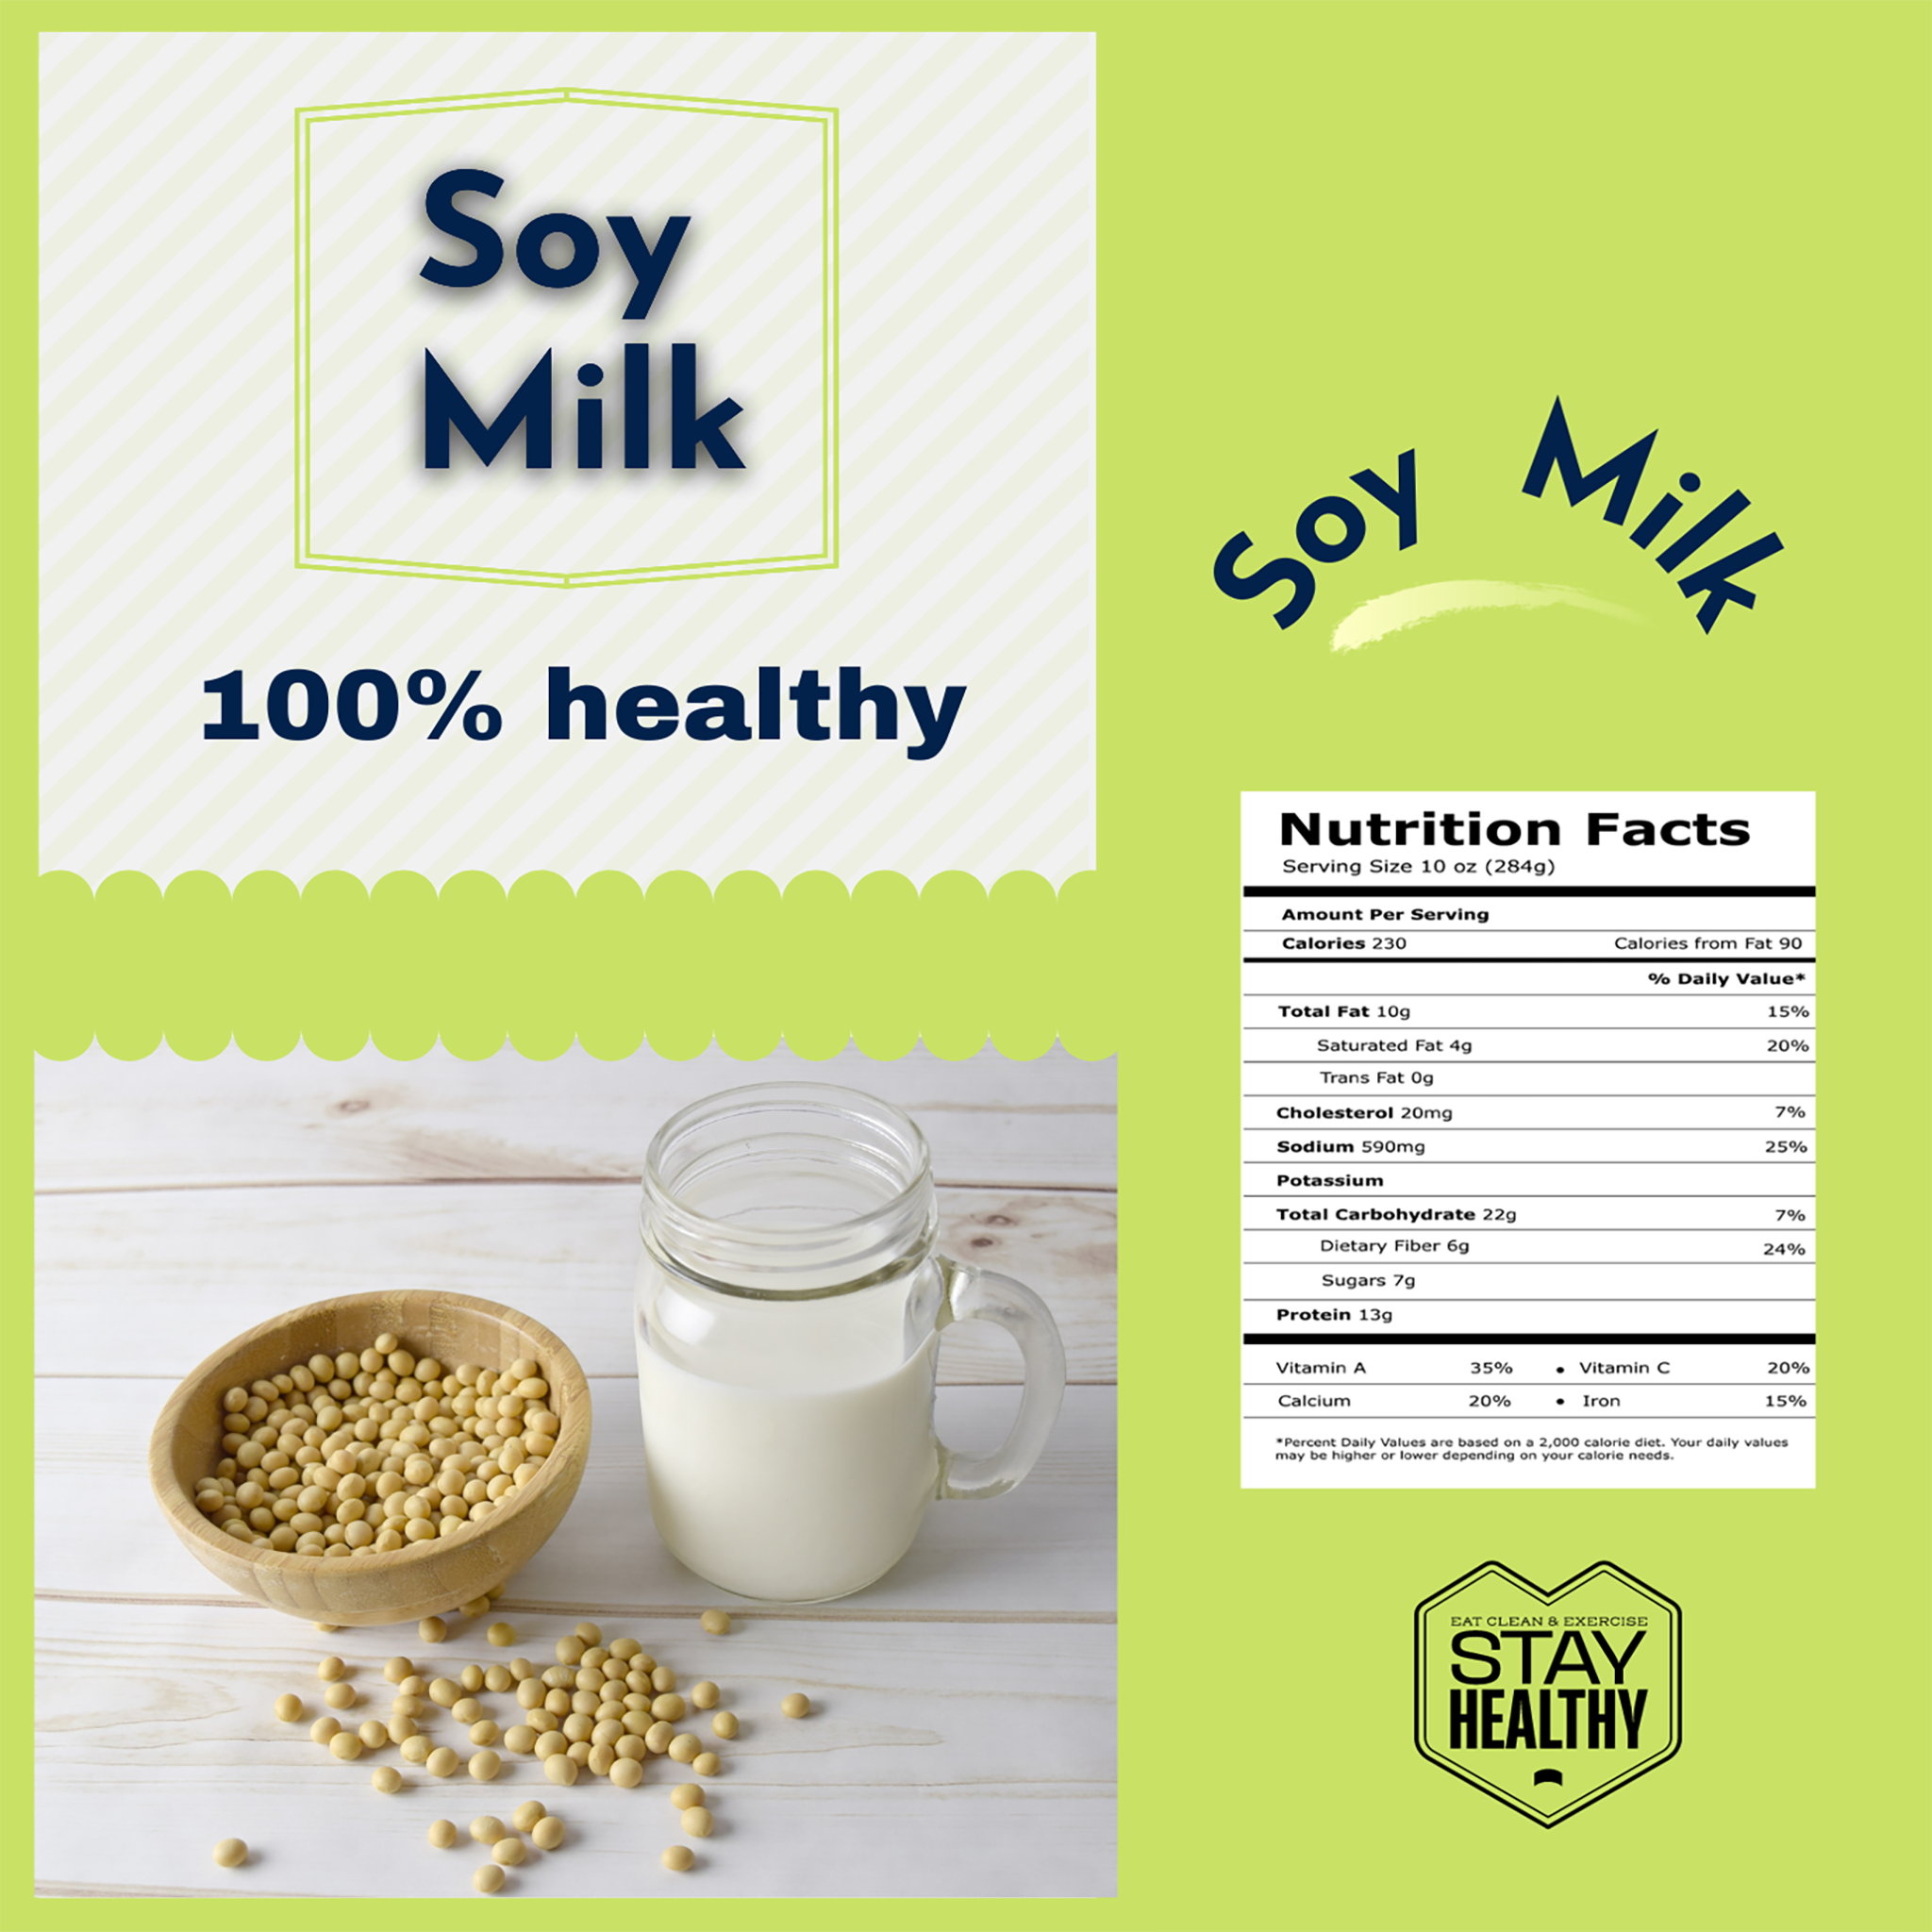 Soy
Milk
100% healthy
Soy Milk
Nutrition Facts
Serving Size 10 oz (284g)
Amount Per Serving
Calories 230 Calories from Fat 90
% Daily Value*
Total Fat 10g 15%
Saturated Fat 4g 20%
Trans Fat 0g
Cholesterol 20mg 7%
Sodium 590mg 25%
Potassium
Total Carbohydrate 22g 7%
Dietary Fiber 6g 24%
Sugars 7g
Protein 13g
Vitamin A 35% • Vitamin C 20%
Calcium 20% • Iron 15%
*Percent Daily Values are based on a 2,000 calorie diet. Your daily values
may be higher or lower depending on your calorie needs.
EAT CLEAN & EXERCISE
STAY
HEALTHY